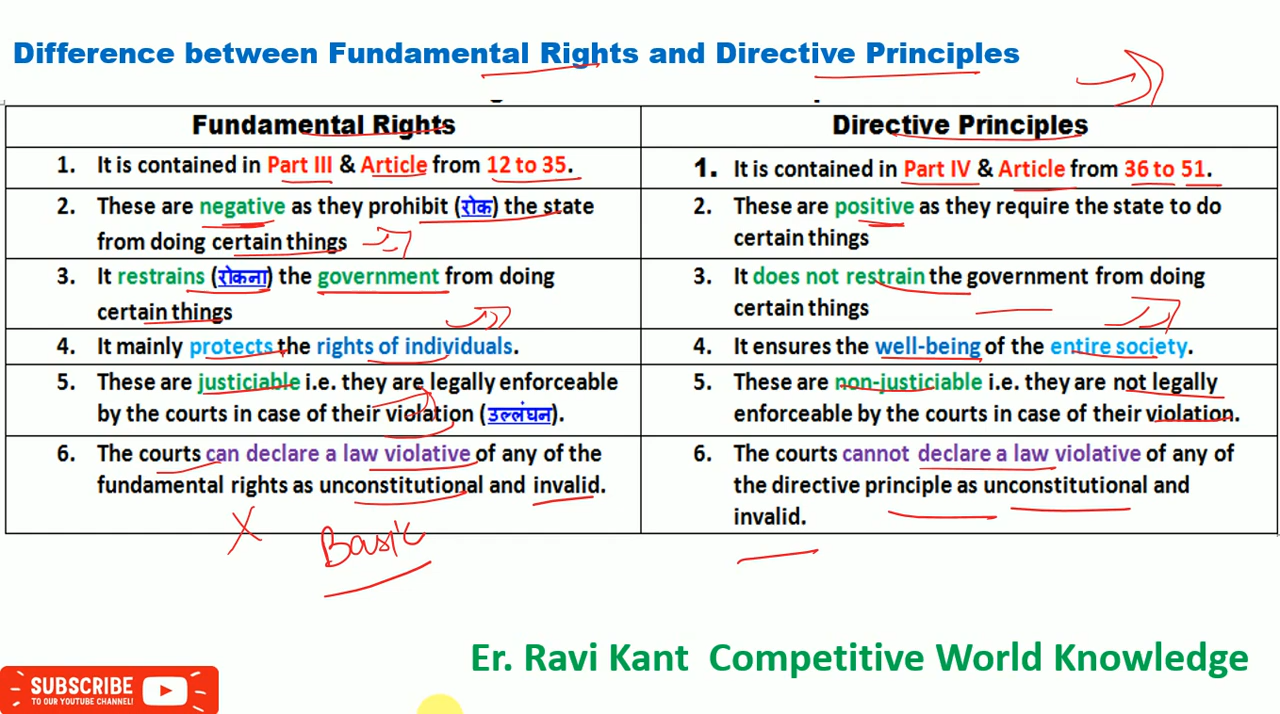 Difference between Fundamental Rights and Directive Principles
Fundamental Rights
1. It is contained in Part III & Article from 12 to 35.
2. These are negative as they prohibit (रोक) the state
from doing certain things
3. It restrains (रोकना) the government from doing
certain things
4. It mainly protects the rights of individuals.
5. These are justiciable i.e. they are legally enforceable
by the courts in case of their violation (उल्लंघन).
6. The courts can declare a law violative of any of the
fundamental rights as unconstitutional and invalid.
Basic
Directive Principles
1. It is contained in Part IV & Article from 36 to 51.
2. These are positive as they require the state to do
certain things
3. It does not restrain the government from doing
certain things
4. It ensures the well-being of the entire society.
5. These are non-justiciable i.e. they are not legally
enforceable by the courts in case of their violation.
6. The courts cannot declare a law violative of any of
the directive principle as unconstitutional and
invalid.
Er. Ravi Kant Competitive World Knowledge
SUBSCRIBE
TO OUR YOUTUBE CHANNEL!